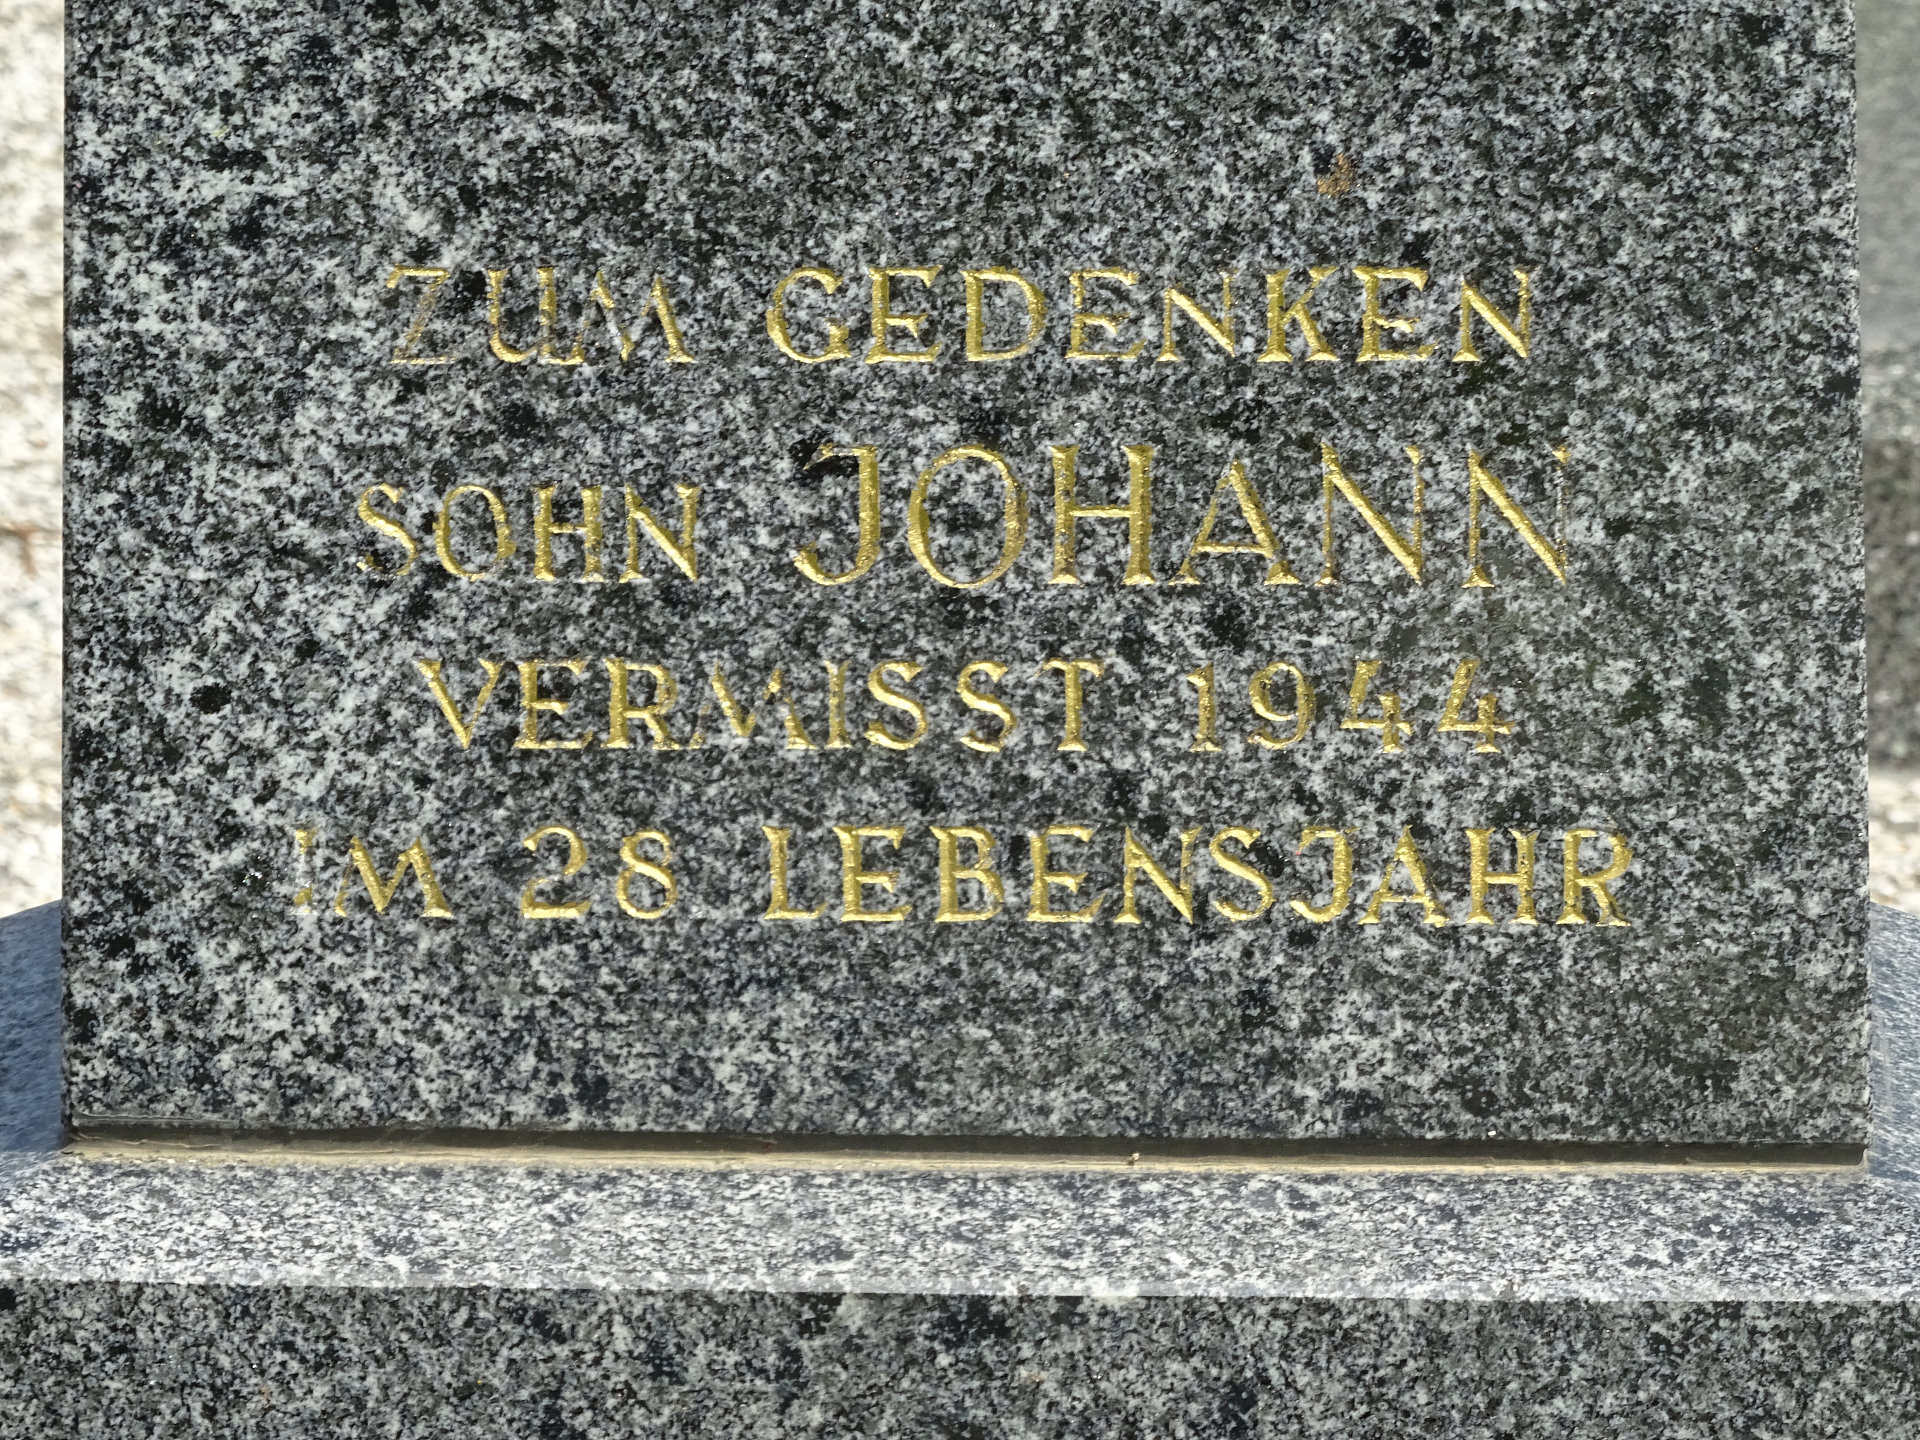 ZUM GEDENKEN
SOHN JOHANN
VERMISST 1944
IM 28 LEBENSJAHR